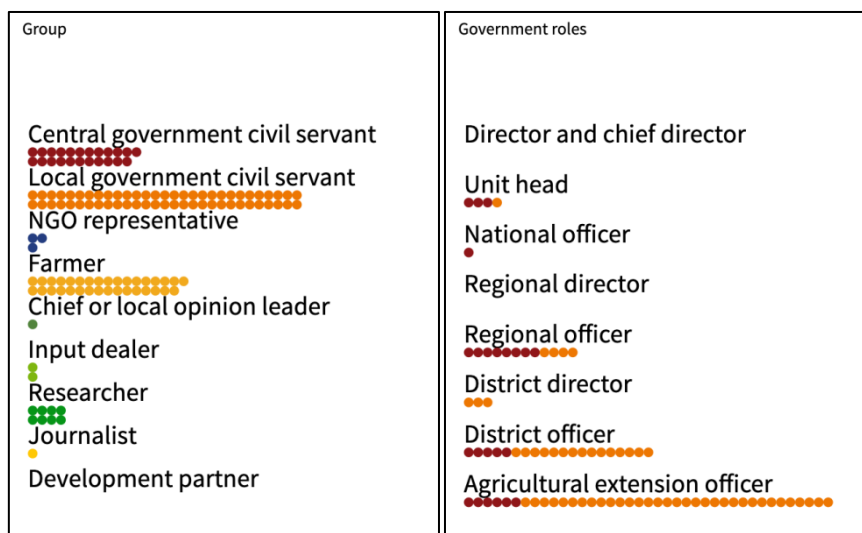 Group
Central government civil servant
Local government civil servant
NGO representative
Farmer
Chief or local opinion leader
Input dealer
Researcher
Journalist
Development partner
Government roles
Director and chief director
Unit head
National officer
Regional director
Regional officer
District director
District officer
Agricultural extension officer